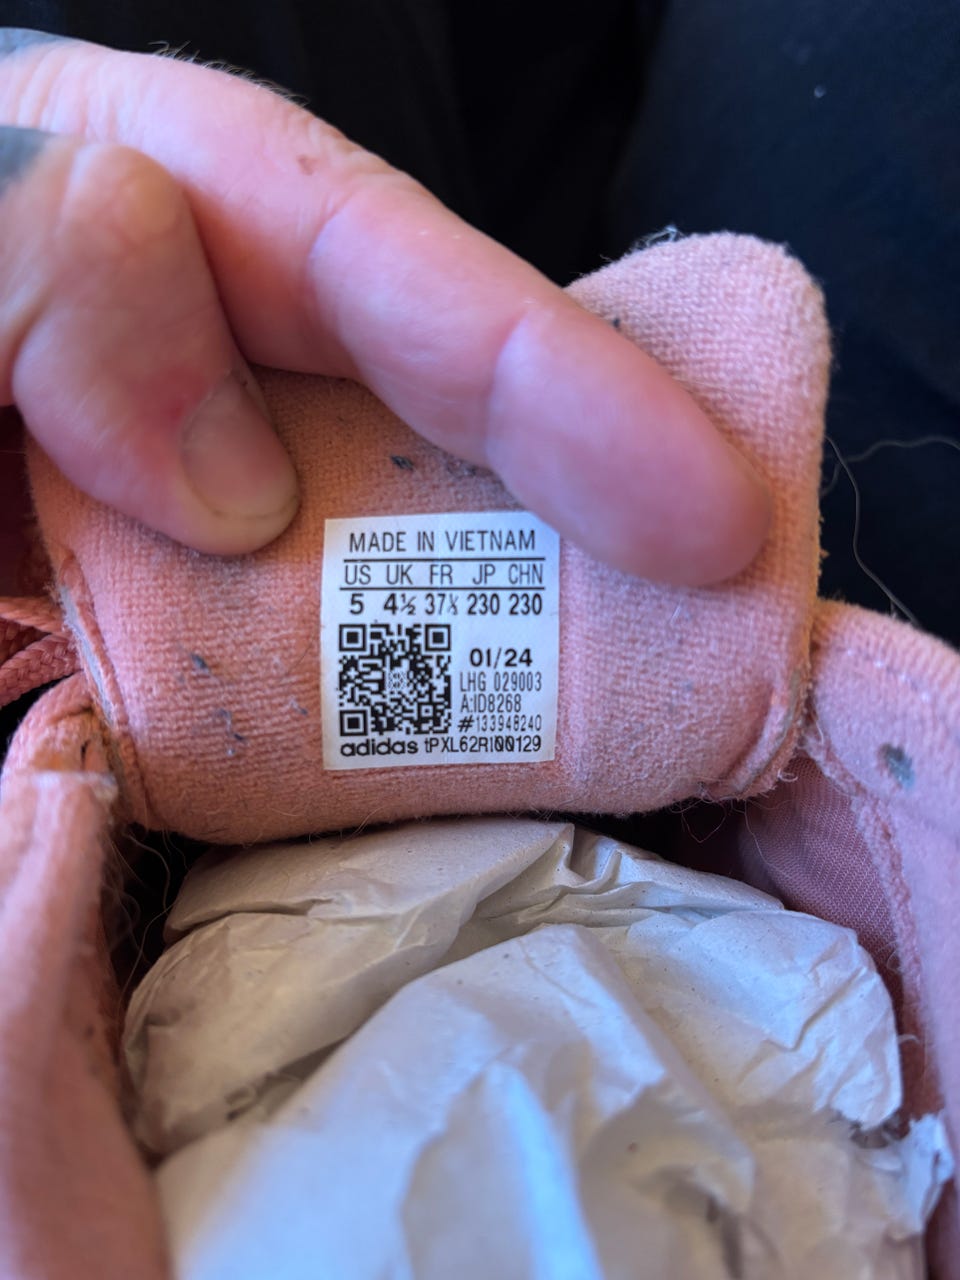 MADE IN VIETNAM
US UK FR JP CHN
5 4½ 37⅓ 230 230
01/24
LHG 029003
A:ID8268
#133948240
adidas tPXL62RI00129